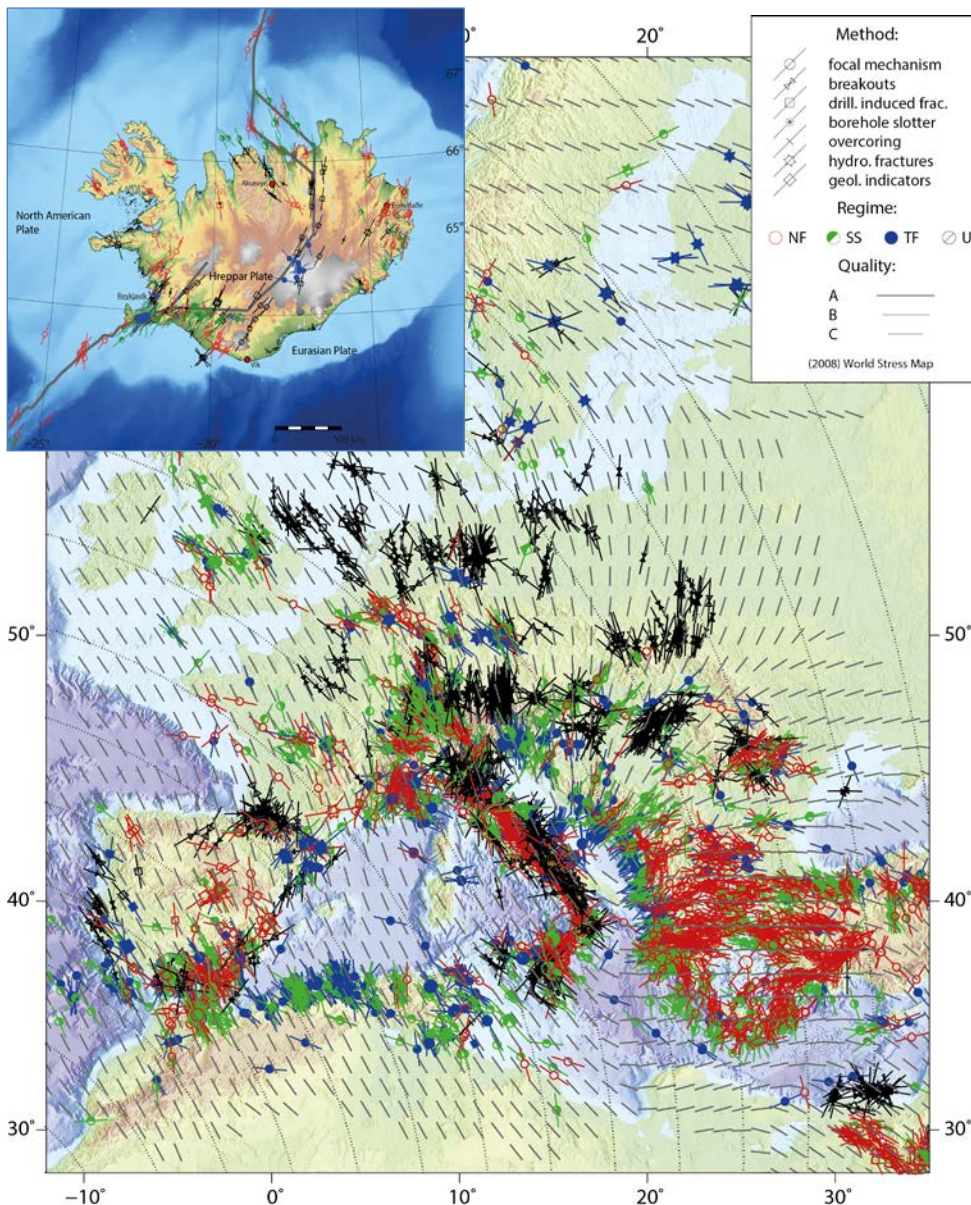 67°
66°
65°
North American
Plate
Akureyri
Hreppar Plate
Reykjavik
Eurasian Plate
Vik
−25°
−20°
0
100 km
10°
20°
Method:
focal mechanism
breakouts
drill. induced frac.
borehole slotter
overcoring
hydro. fractures
geol. indicators
Regime:
NF
SS
TF
U
Quality:
A
B
C
(2008) World Stress Map
50°
50°
40°
40°
30°
30°
−10°
0°
10°
20°
30°